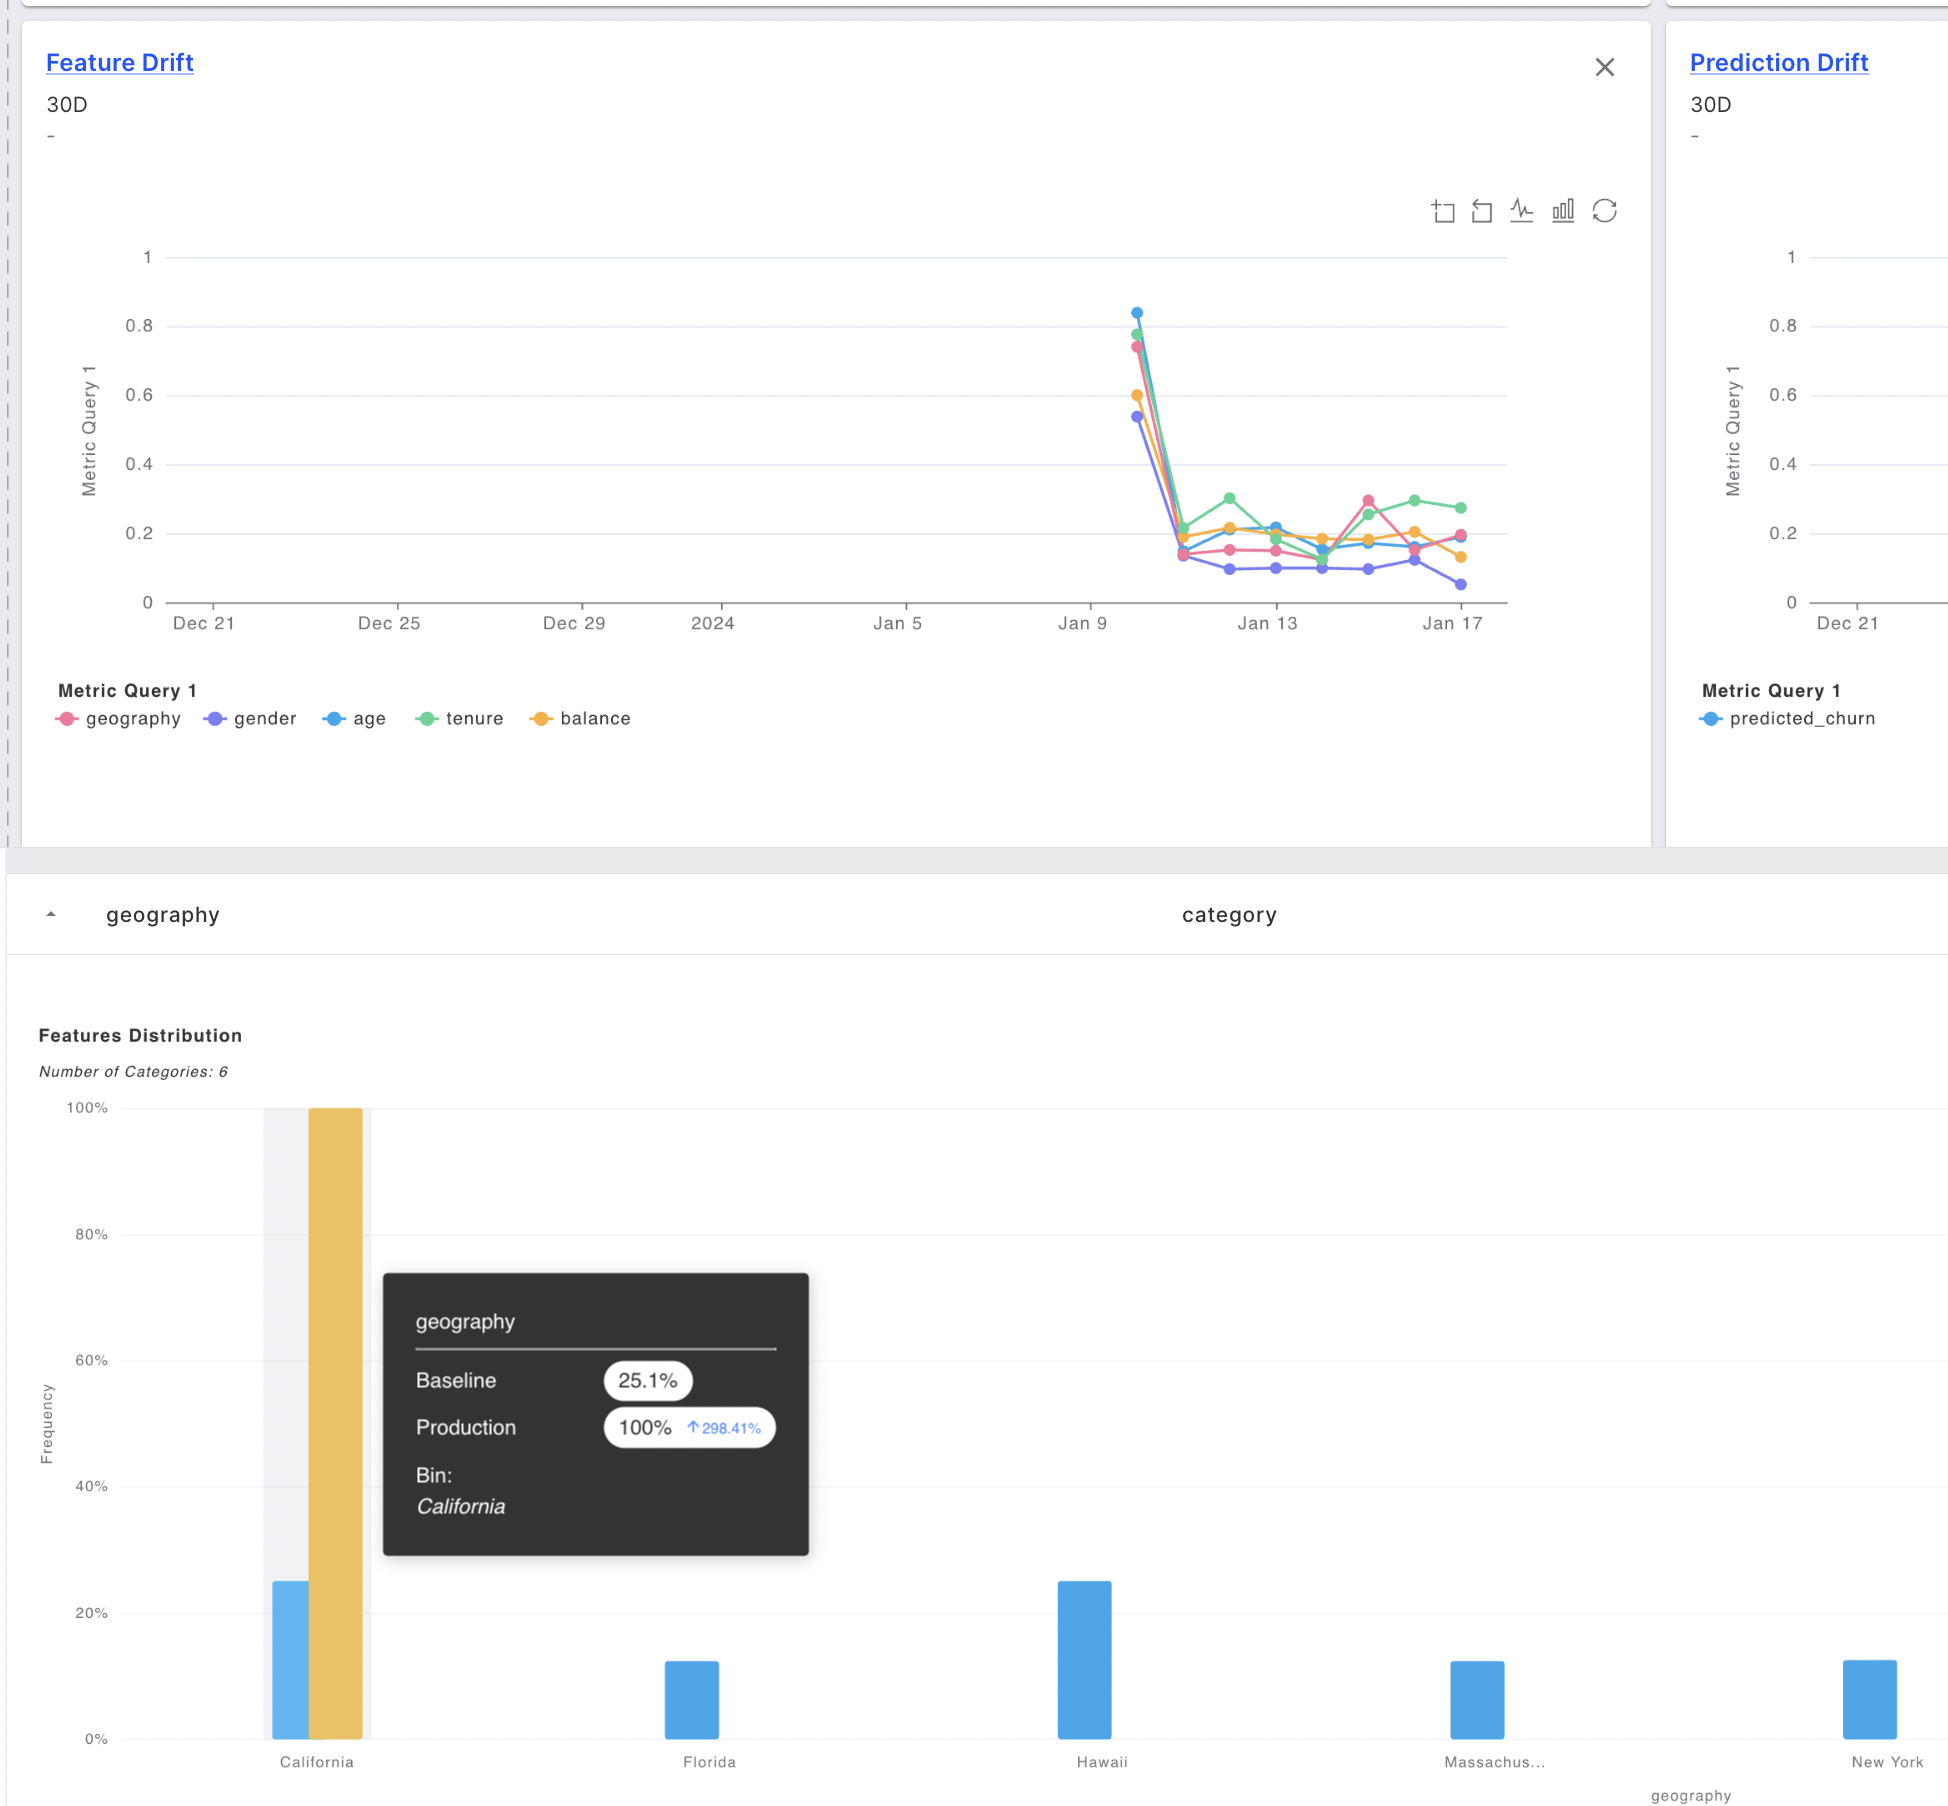 Feature Drift
30D
-
1
0.8
0.6
0.4
0.2
0
Metric Query 1
Dec 21 Dec 25 Dec 29 2024 Jan 5 Jan 9 Jan 13 Jan 17
Metric Query 1
geography gender age tenure balance
Prediction Drift
30D
-
1
0.8
0.6
0.4
0.2
0
Metric Query 1
Dec 21
Metric Query 1
predicted_churn
geography category
Features Distribution
Number of Categories: 6
100%
80%
60%
40%
20%
0%
Frequency
geography
Baseline 25.1%
Production 100% ↑298.41%
Bin:
California
California Florida Hawaii Massachus... New York
geography